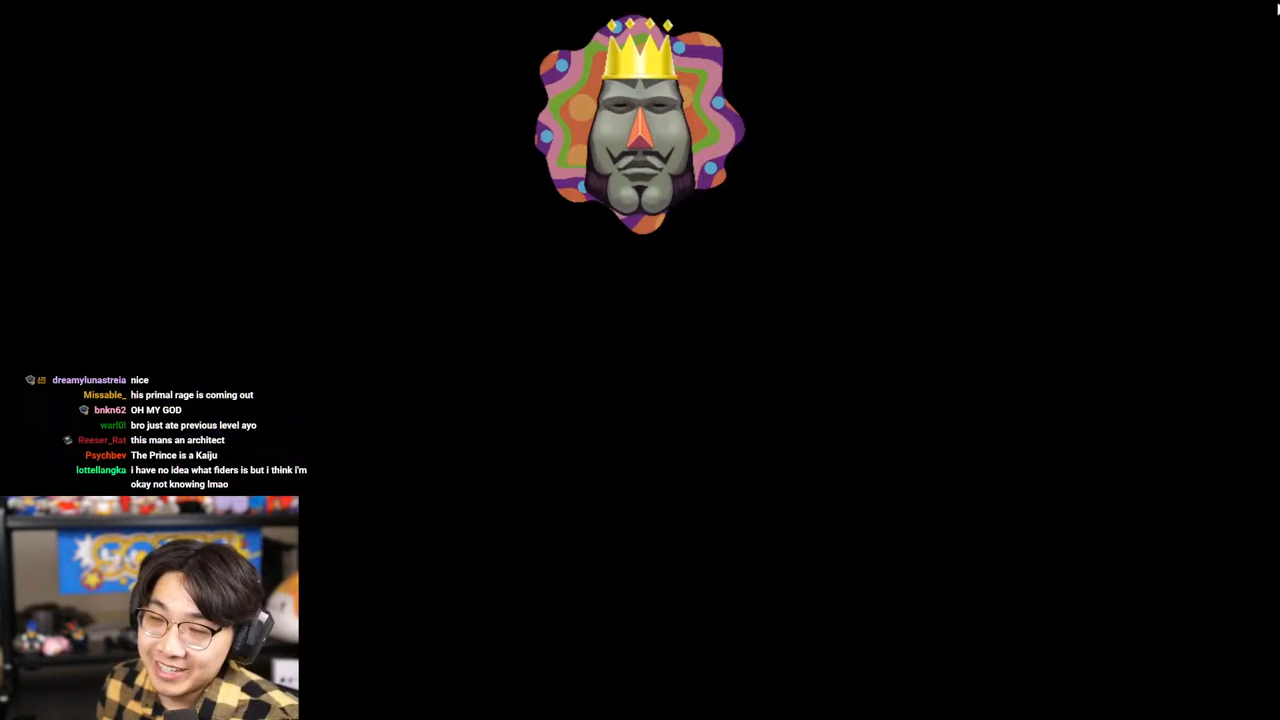 dreamylunastreia nice
Missable_ his primal rage is coming out
bnkn62 OH MY GOD
warl0l bro just ate previous level ayo
Reeser_Rat this mans an architect
Psychbev The Prince is a Kaiju
lottellangka i have no idea what fiders is but i think i'm
okay not knowing lmao